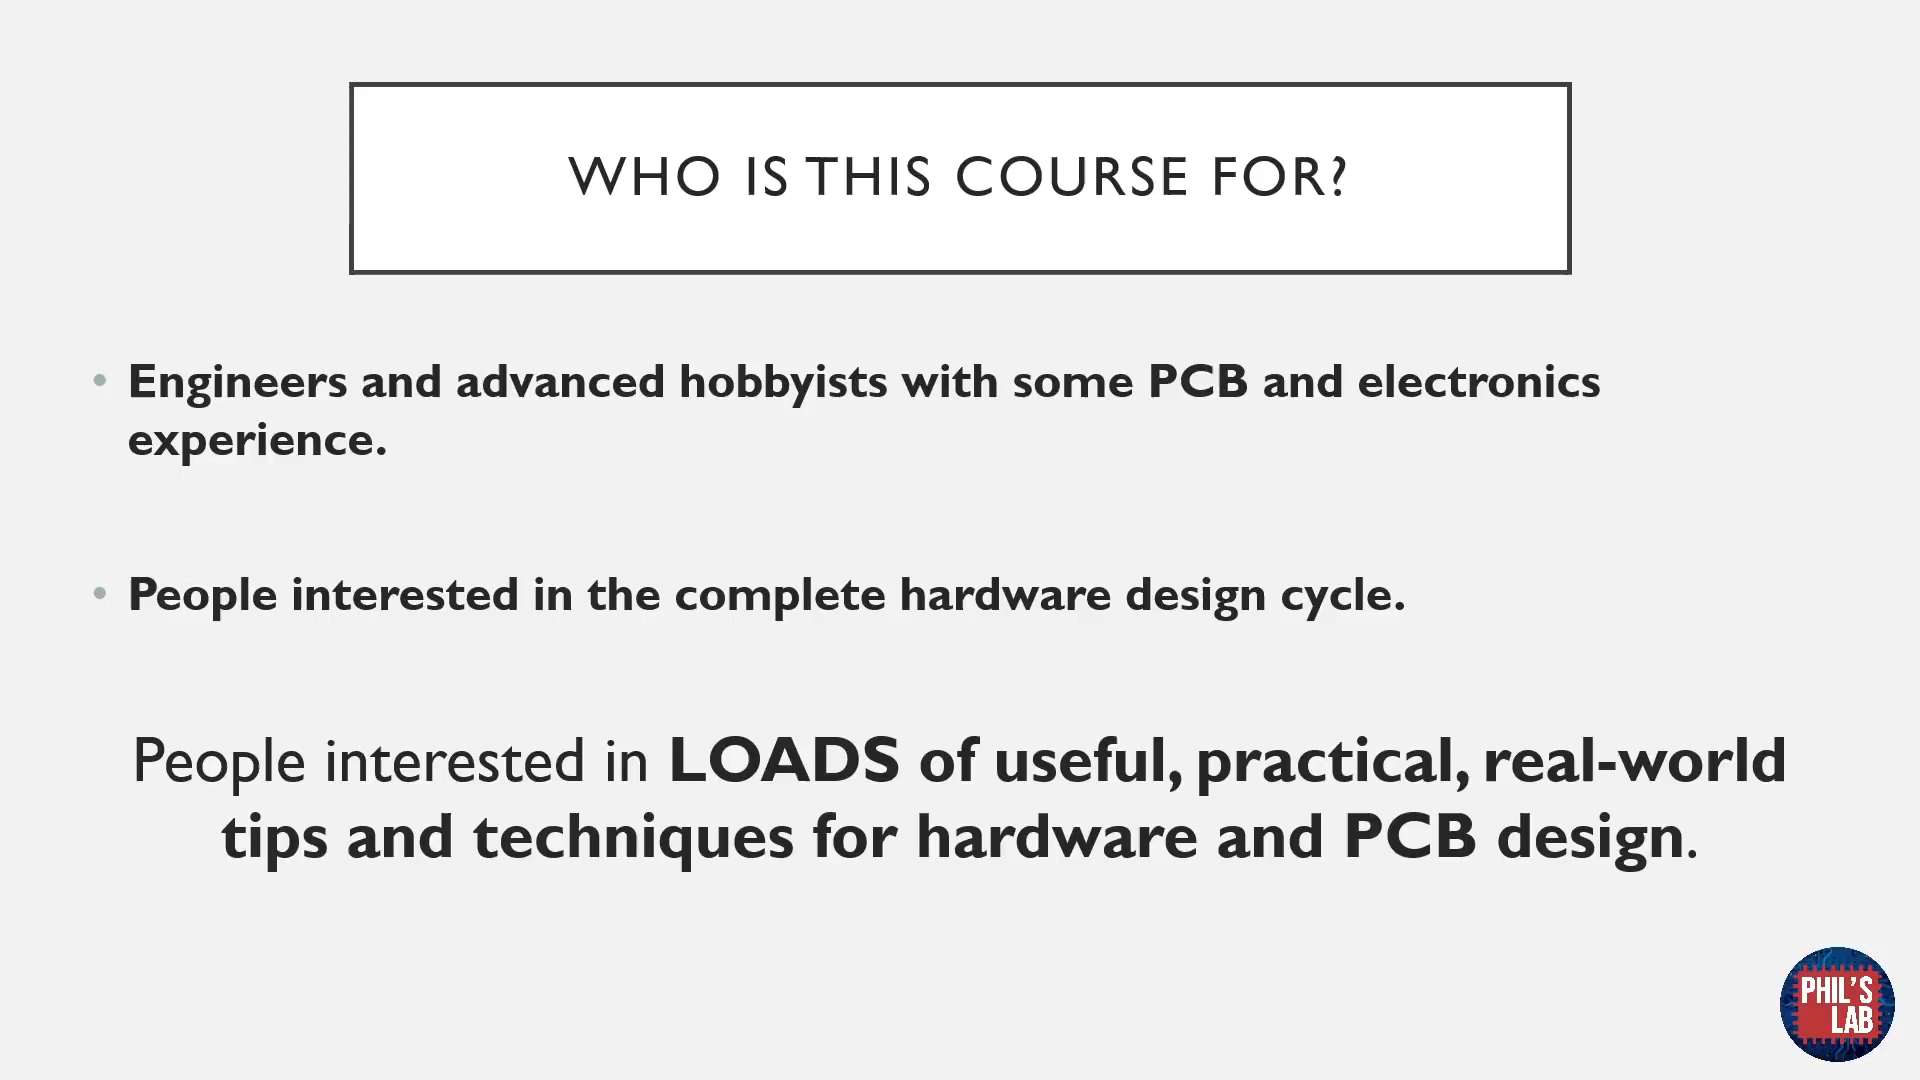 WHO IS THIS COURSE FOR?
• Engineers and advanced hobbyists with some PCB and electronics
experience.
• People interested in the complete hardware design cycle.
People interested in LOADS of useful, practical, real-world
tips and techniques for hardware and PCB design.
PHIL'S
LAB